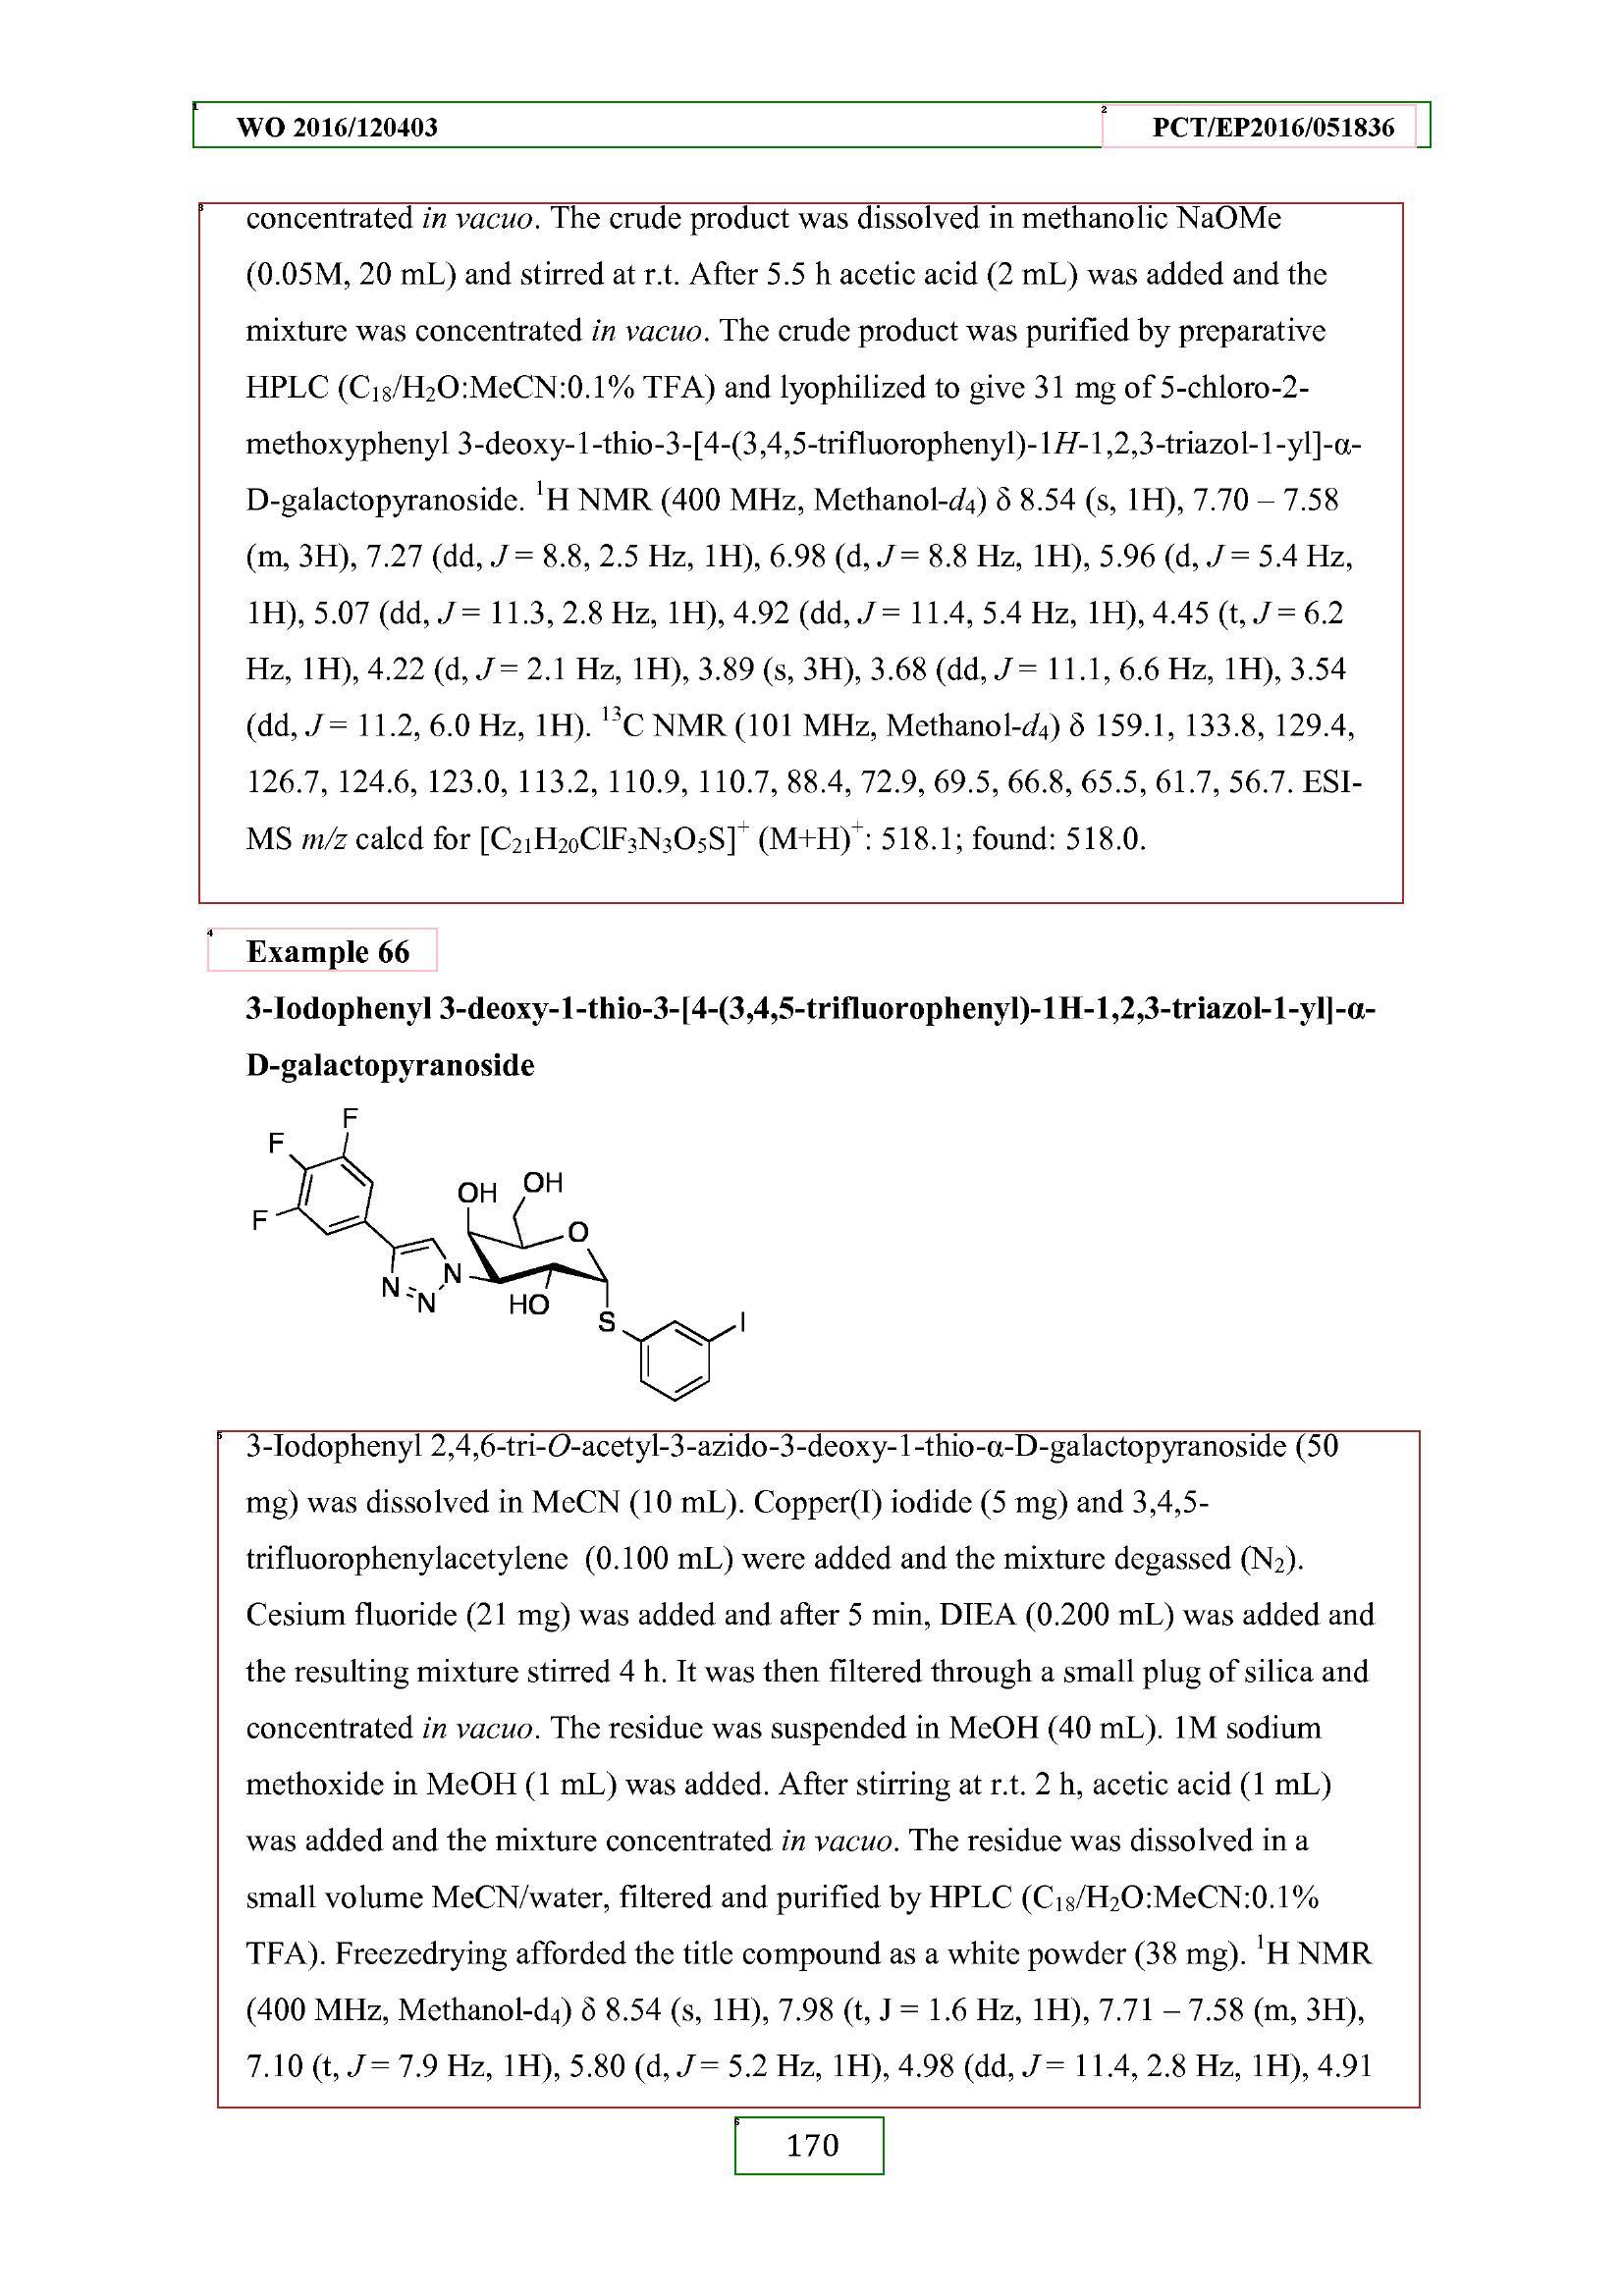 WO 2016/120403 PCT/EP2016/051836
concentrated in vacuo. The crude product was dissolved in methanolic NaOMe
(0.05M, 20 mL) and stirred at r.t. After 5.5 h acetic acid (2 mL) was added and the
mixture was concentrated in vacuo. The crude product was purified by preparative
HPLC (C₁₈/H₂O:MeCN:0.1% TFA) and lyophilized to give 31 mg of 5-chloro-2-
methoxyphenyl 3-deoxy-1-thio-3-[4-(3,4,5-trifluorophenyl)-1H-1,2,3-triazol-1-yl]-α-
D-galactopyranoside. ¹H NMR (400 MHz, Methanol-d₄) δ 8.54 (s, 1H), 7.70 – 7.58
(m, 3H), 7.27 (dd, J = 8.8, 2.5 Hz, 1H), 6.98 (d, J = 8.8 Hz, 1H), 5.96 (d, J = 5.4 Hz,
1H), 5.07 (dd, J = 11.3, 2.8 Hz, 1H), 4.92 (dd, J = 11.4, 5.4 Hz, 1H), 4.45 (t, J = 6.2
Hz, 1H), 4.22 (d, J = 2.1 Hz, 1H), 3.89 (s, 3H), 3.68 (dd, J = 11.1, 6.6 Hz, 1H), 3.54
(dd, J = 11.2, 6.0 Hz, 1H). ¹³C NMR (101 MHz, Methanol-d₄) δ 159.1, 133.8, 129.4,
126.7, 124.6, 123.0, 113.2, 110.9, 110.7, 88.4, 72.9, 69.5, 66.8, 65.5, 61.7, 56.7. ESI-
MS m/z calcd for [C₂₁H₂₀ClF₃N₃O₅S]⁺ (M+H)⁺: 518.1; found: 518.0.
Example 66
3-Iodophenyl 3-deoxy-1-thio-3-[4-(3,4,5-trifluorophenyl)-1H-1,2,3-triazol-1-yl]-α-
D-galactopyranoside
F
F
OH OH
F O
N N N HO
S I
3-Iodophenyl 2,4,6-tri-O-acetyl-3-azido-3-deoxy-1-thio-α-D-galactopyranoside (50
mg) was dissolved in MeCN (10 mL). Copper(I) iodide (5 mg) and 3,4,5-
trifluorophenylacetylene (0.100 mL) were added and the mixture degassed (N₂).
Cesium fluoride (21 mg) was added and after 5 min, DIEA (0.200 mL) was added and
the resulting mixture stirred 4 h. It was then filtered through a small plug of silica and
concentrated in vacuo. The residue was suspended in MeOH (40 mL). 1M sodium
methoxide in MeOH (1 mL) was added. After stirring at r.t. 2 h, acetic acid (1 mL)
was added and the mixture concentrated in vacuo. The residue was dissolved in a
small volume MeCN/water, filtered and purified by HPLC (C₁₈/H₂O:MeCN:0.1%
TFA). Freezedrying afforded the title compound as a white powder (38 mg). ¹H NMR
(400 MHz, Methanol-d₄) δ 8.54 (s, 1H), 7.98 (t, J = 1.6 Hz, 1H), 7.71 – 7.58 (m, 3H),
7.10 (t, J = 7.9 Hz, 1H), 5.80 (d, J = 5.2 Hz, 1H), 4.98 (dd, J = 11.4, 2.8 Hz, 1H), 4.91
170